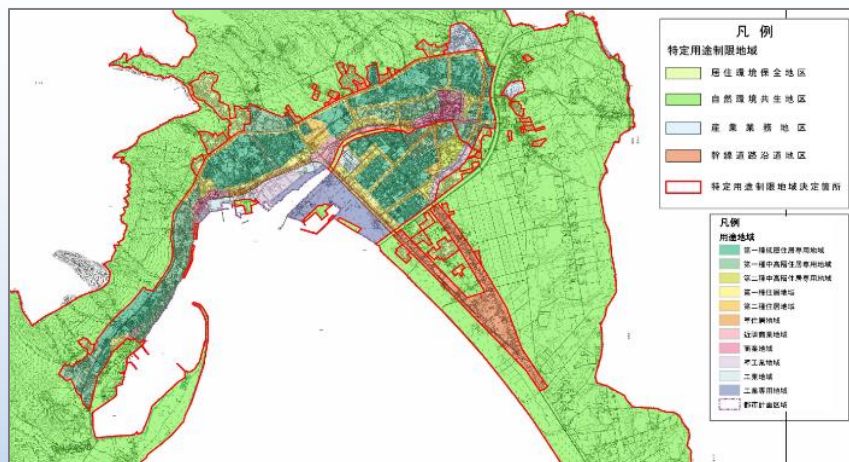 凡例
特定用途制限地域
居住環境保全地区
自然環境共生地区
産業業務地区
幹線道路沿道地区
特定用途制限地域決定箇所
凡例
用途地域
第一種低層住居専用地域
第一種中高層住居専用地域
第二種中高層住居専用地域
第一種住居地域
第二種住居地域
準住居地域
近隣商業地域
商業地域
準工業地域
工業地域
工業専用地域
都市計画区域